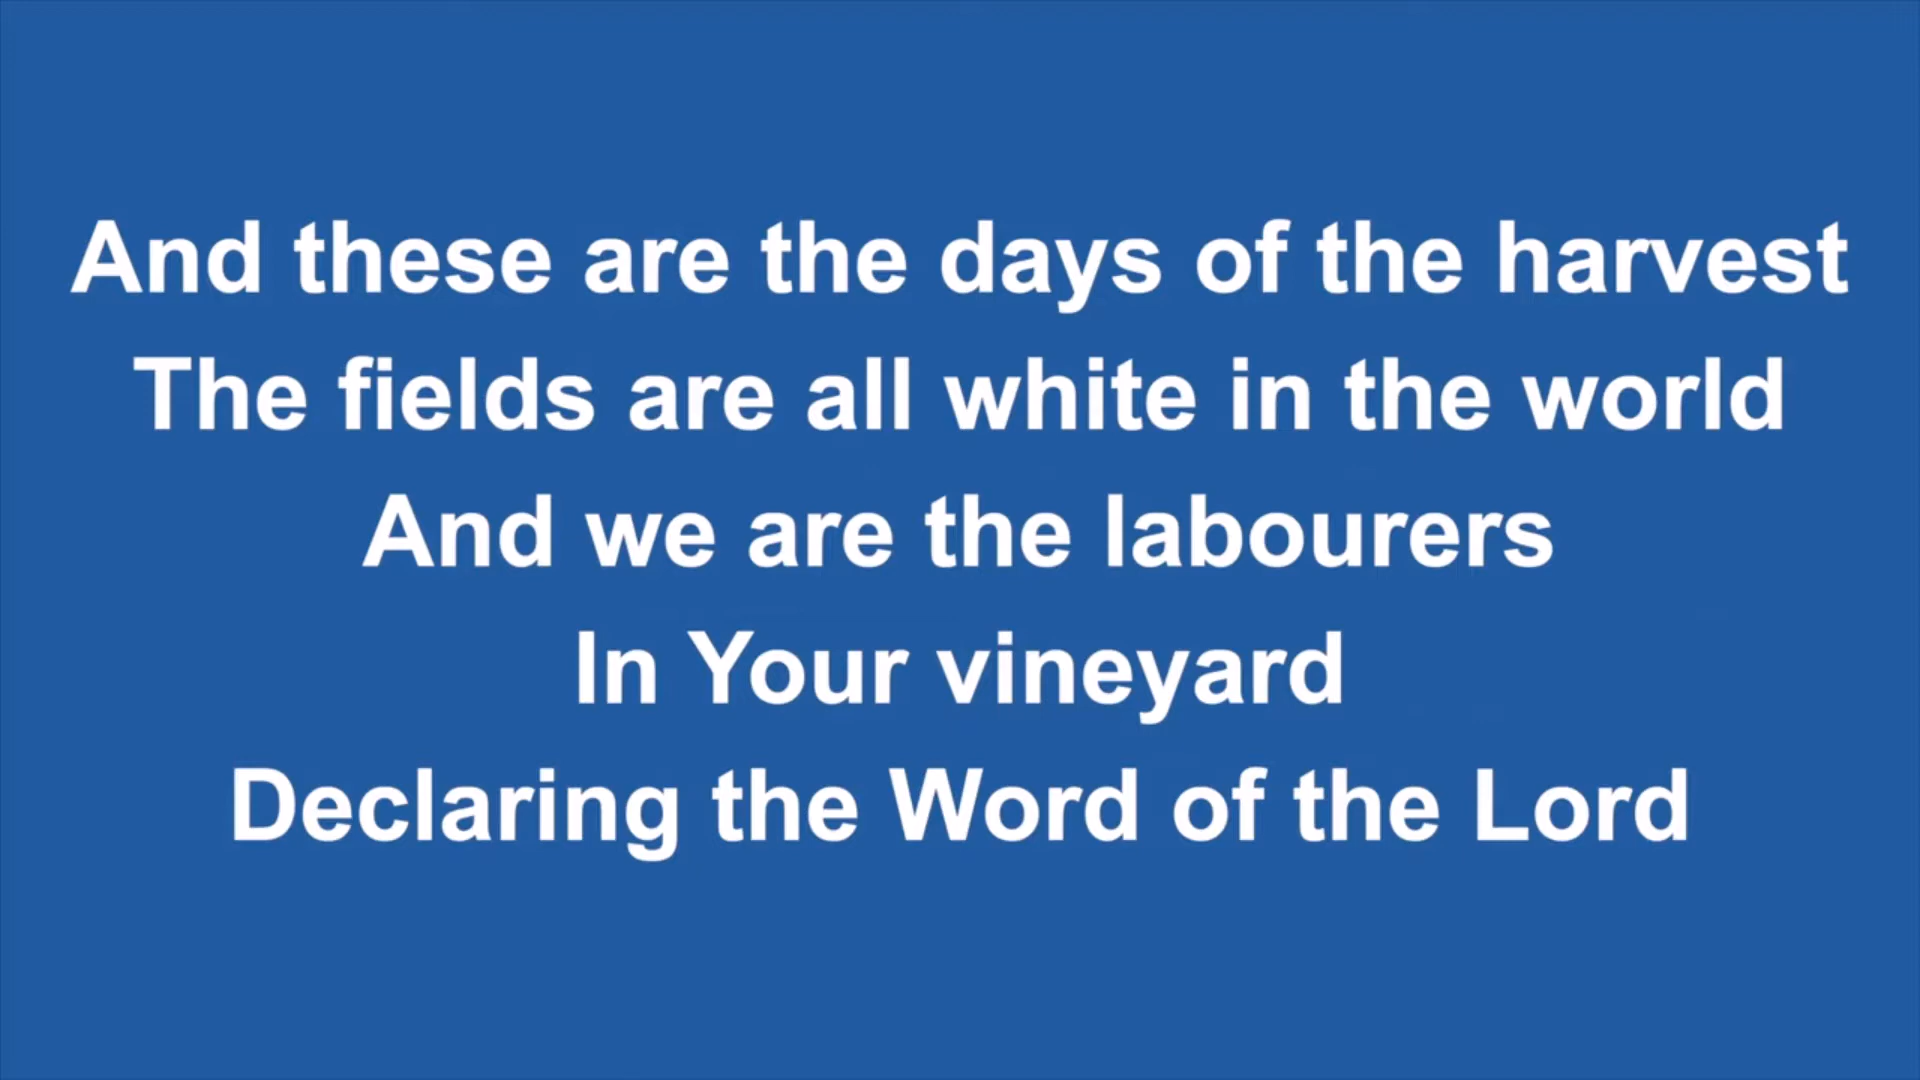 And these are the days of the harvest
The fields are all white in the world
And we are the labourers
In Your vineyard
Declaring the Word of the Lord